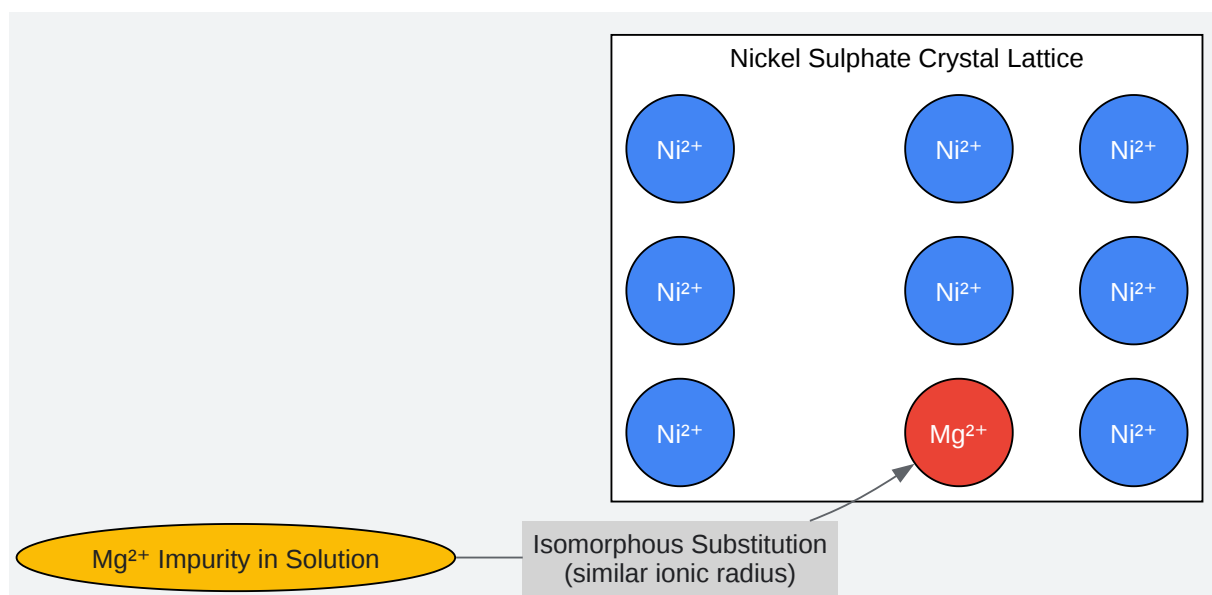 Nickel Sulphate Crystal Lattice
Ni²⁺ Ni²⁺ Ni²⁺
Ni²⁺ Ni²⁺ Ni²⁺
Ni²⁺ Mg²⁺ Ni²⁺
Mg²⁺ Impurity in Solution
Isomorphous Substitution
(similar ionic radius)